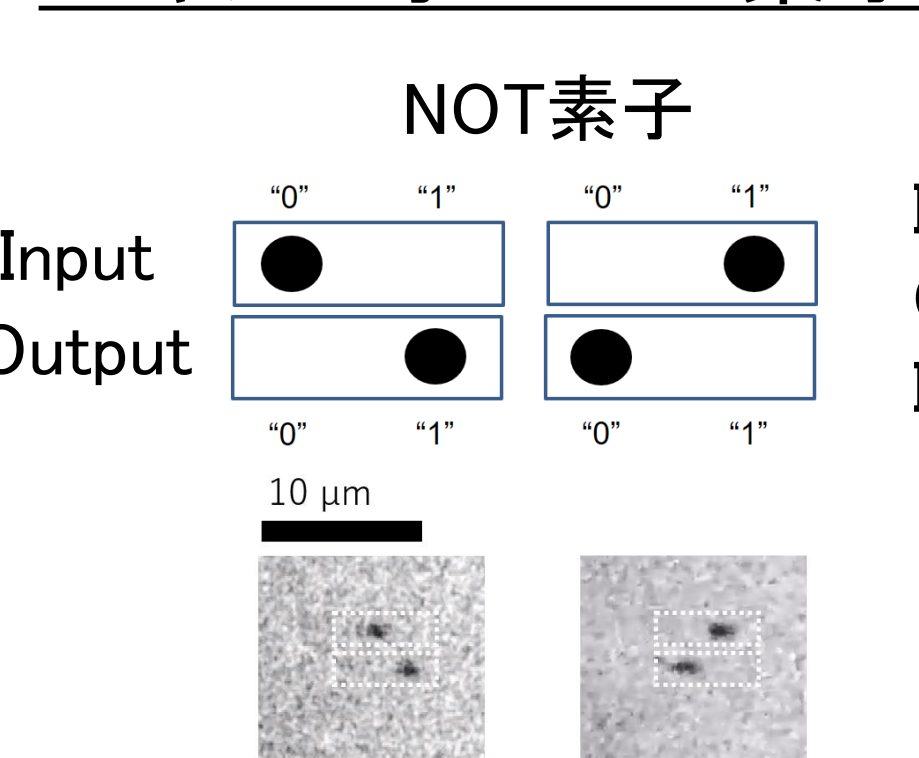 NOT素子
“0” “1” “0” “1”
Input
Output
“0” “1” “0” “1”
10 μm